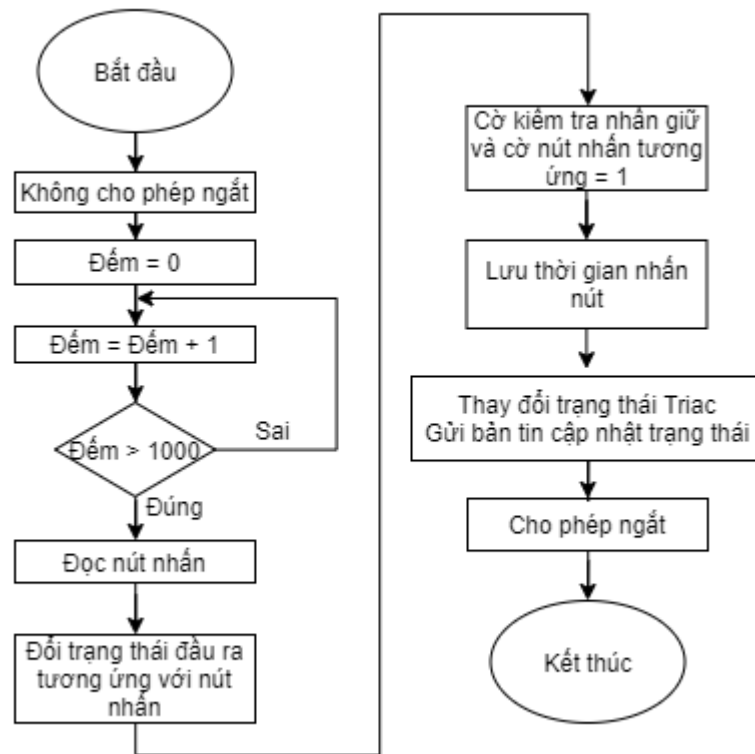 Bắt đầu
Không cho phép ngắt
Đếm = 0
Đếm = Đếm + 1
Đếm > 1000
Sai
Đúng
Đọc nút nhấn
Đổi trạng thái đầu ra
tương ứng với nút
nhấn
Cờ kiểm tra nhấn giữ
và cờ nút nhấn tương
ứng = 1
Lưu thời gian nhấn
nút
Thay đổi trạng thái Triac
Gửi bản tin cập nhật trạng thái
Cho phép ngắt
Kết thúc